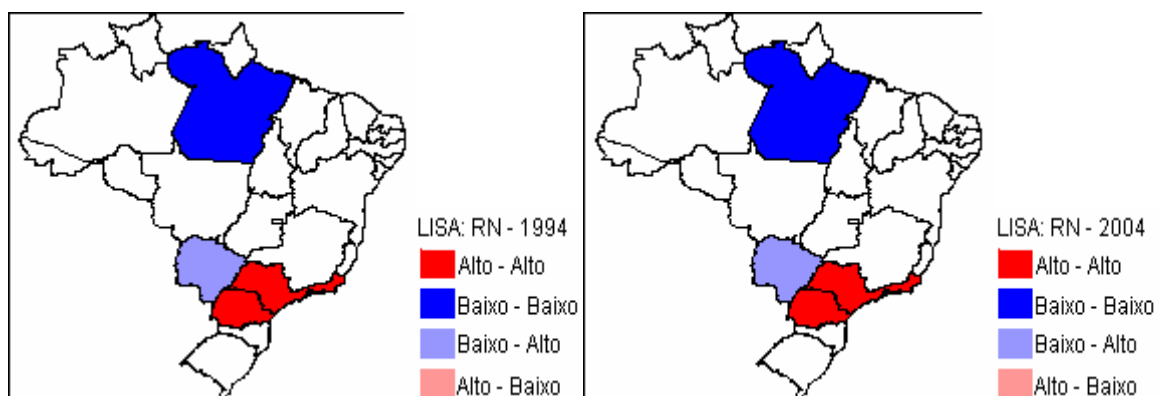 LISA: RN - 1994
Alto - Alto
Baixo - Baixo
Baixo - Alto
Alto - Baixo
LISA: RN - 2004
Alto - Alto
Baixo - Baixo
Baixo - Alto
Alto - Baixo